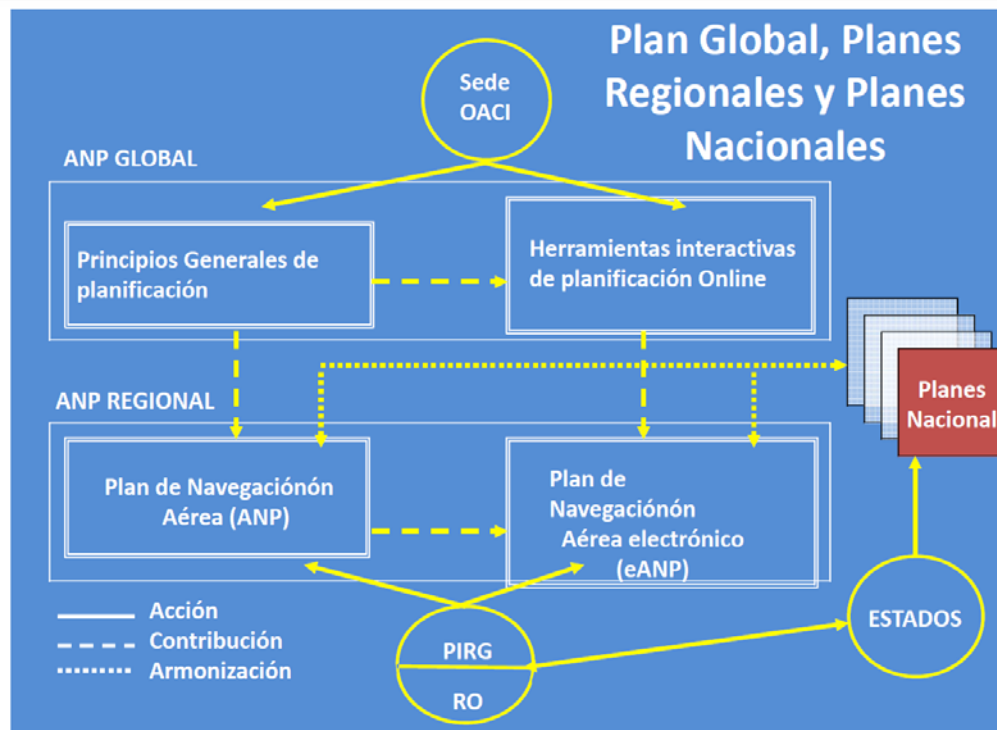 Plan Global, Planes
Regionales y Planes
Nacionales
Sede
OACI
ANP GLOBAL
Principios Generales de
planificación
Herramientas interactivas
de planificación Online
Planes
Nacional
ANP REGIONAL
Plan de Navegaciónón
Aérea (ANP)
Plan de
Navegaciónón
Aérea electrónico
(eANP)
Acción
Contribución
Armonización
PIRG
RO
ESTADOS